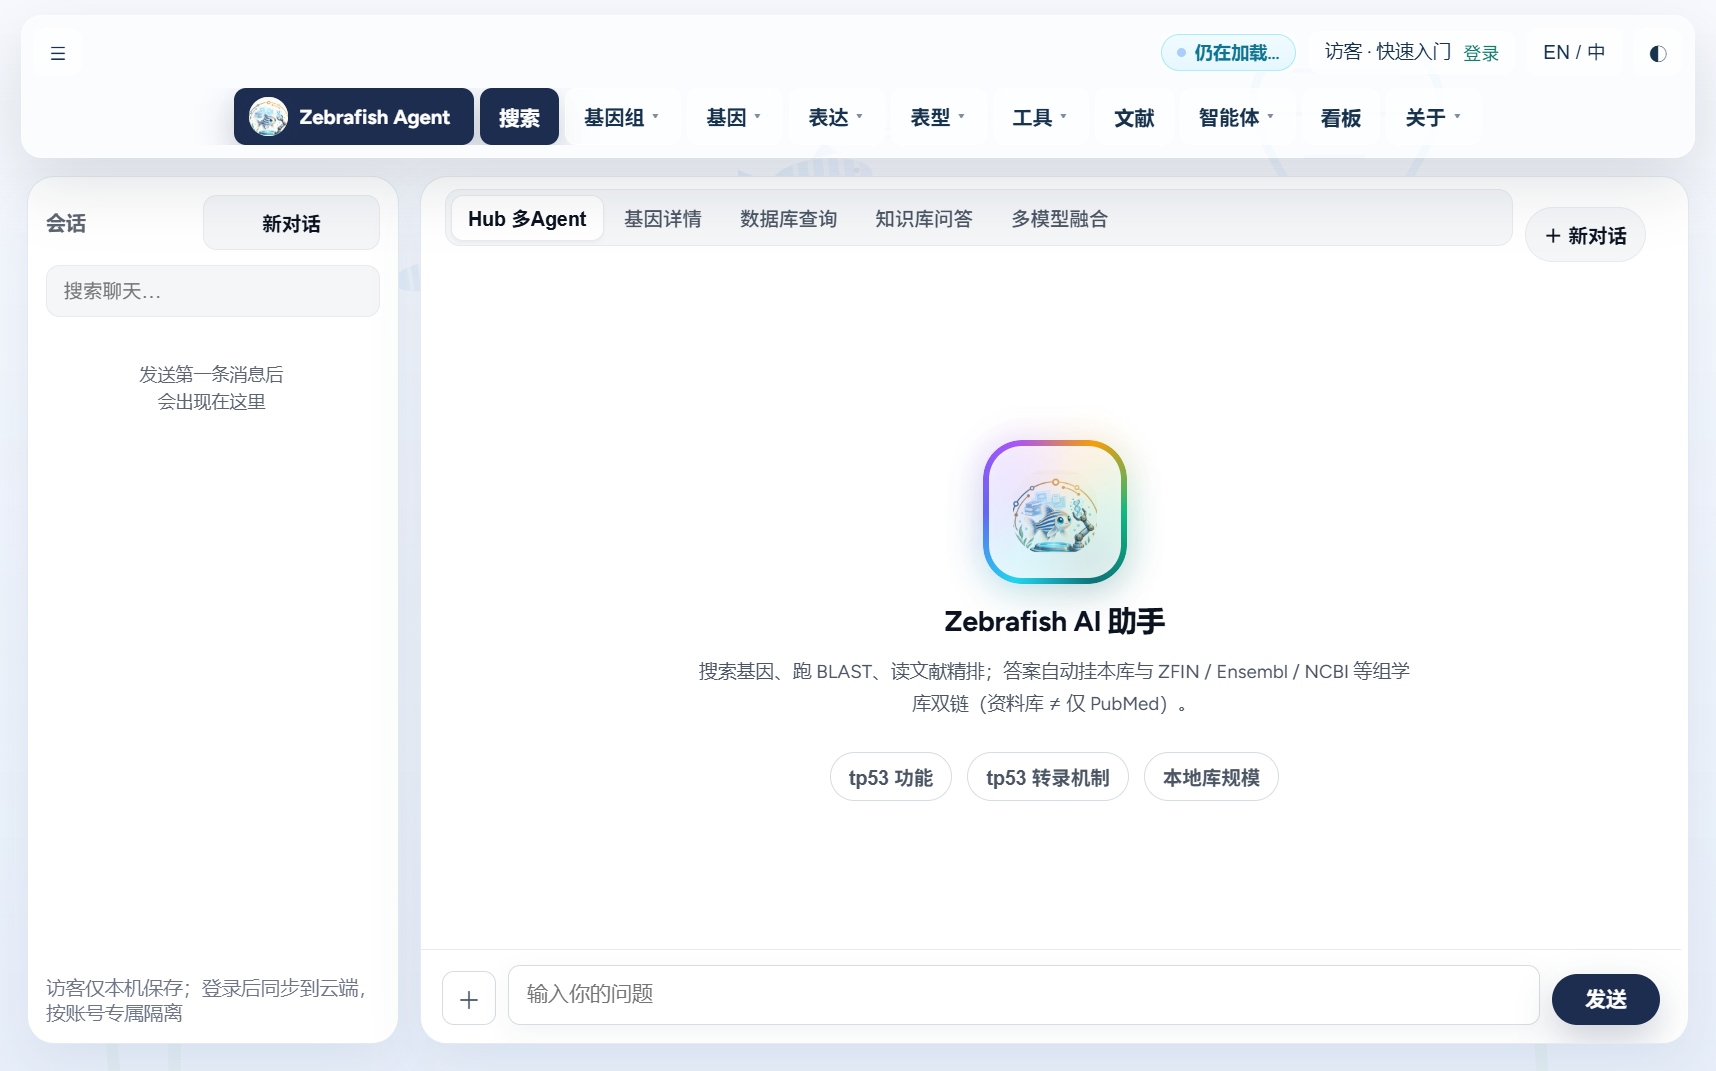 ☰
仍在加载...
访客 · 快速入门 登录
EN / 中
Zebrafish Agent
搜索
基因组
基因
表达
表型
工具
文献
智能体
看板
关于
会话
新对话
搜索聊天...
发送第一条消息后
会出现在这里
访客仅本机保存；登录后同步到云端，
按账号专属隔离
Hub 多Agent
基因详情
数据库查询
知识库问答
多模型融合
+ 新对话
Zebrafish AI 助手
搜索基因、跑 BLAST、读文献精排；答案自动挂本库与 ZFIN / Ensembl / NCBI 等组学
库双链（资料库 ≠ 仅 PubMed）。
tp53 功能
tp53 转录机制
本地库规模
+
输入你的问题
发送